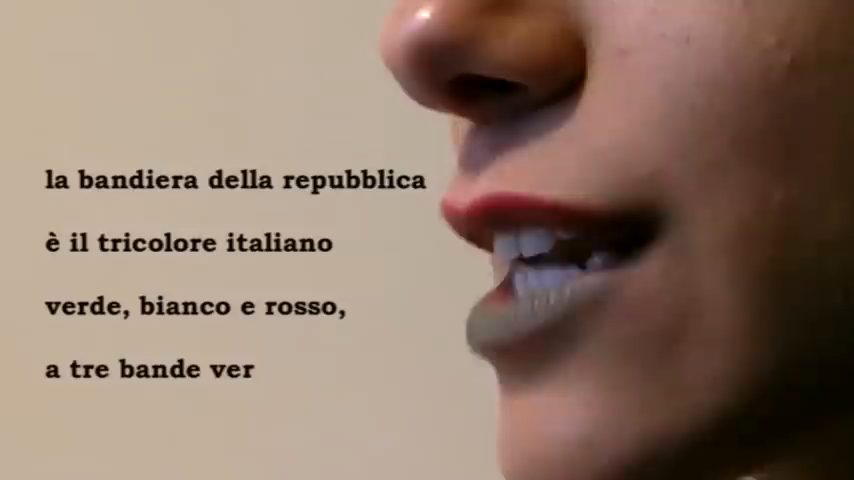 la bandiera della repubblica
è il tricolore italiano
verde, bianco e rosso,
a tre bande ver